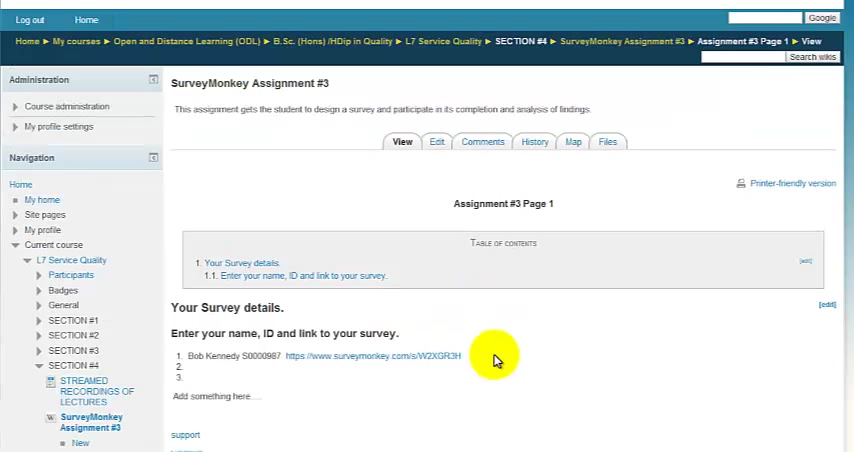 Log out Home Google
Home ► My courses ► Open and Distance Learning (ODL) ► B.Sc. (Hons) /HDip in Quality ► L7 Service Quality ► SECTION #4 ► SurveyMonkey Assignment #3 ► Assignment #3 Page 1 ► View
Search wikis
Administration
Course administration
My profile settings
Navigation
Home
My home
Site pages
My profile
Current course
L7 Service Quality
Participants
Badges
General
SECTION #1
SECTION #2
SECTION #3
SECTION #4
STREAMED
RECORDINGS OF
LECTURES
SurveyMonkey
Assignment #3
New
SurveyMonkey Assignment #3
This assignment gets the student to design a survey and participate in its completion and analysis of findings.
View Edit Comments History Map Files
Printer-friendly version
Assignment #3 Page 1
TABLE OF CONTENTS
1. Your Survey details. [edit]
1.1. Enter your name, ID and link to your survey.
Your Survey details. [edit]
Enter your name, ID and link to your survey.
1. Bob Kennedy S0000987 https://www.surveymonkey.com/s/W2XGR3H
2.
3.
Add something here....
support